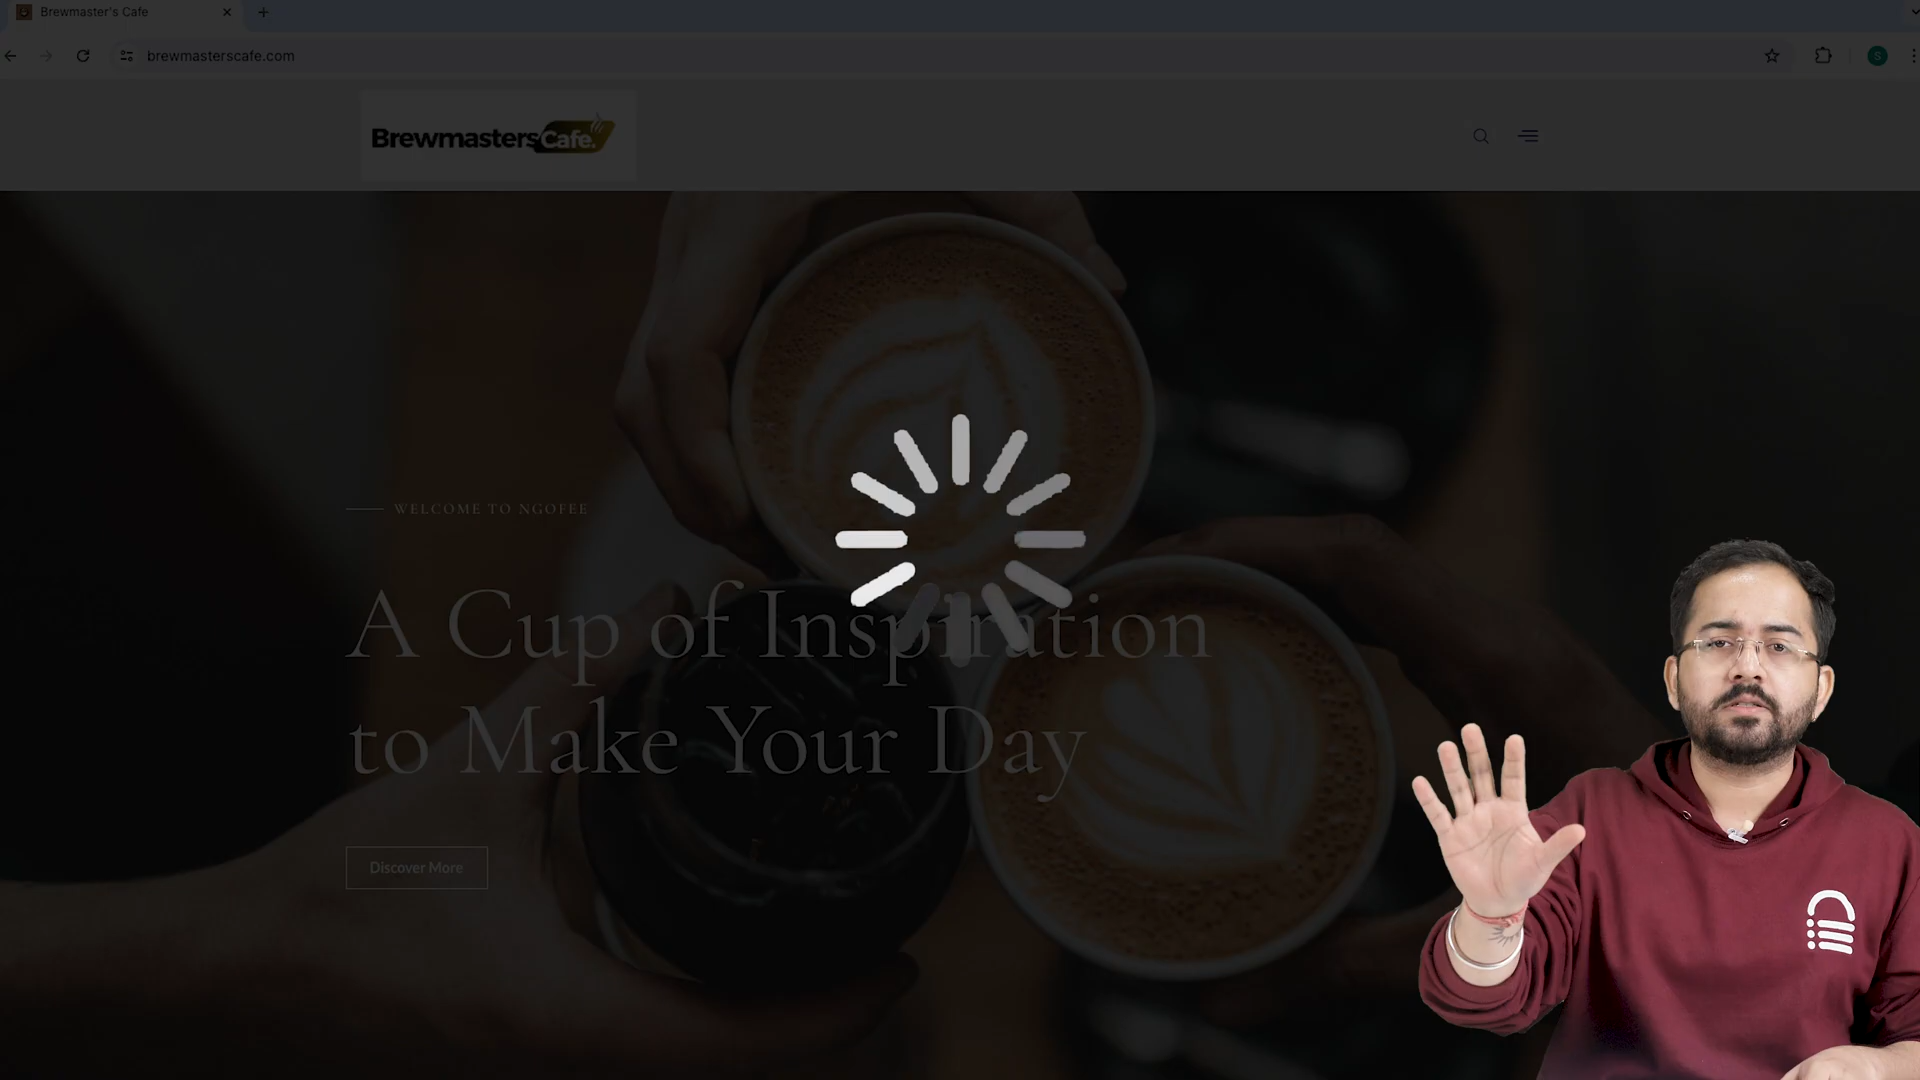 Brewmaster's Cafe
brewmasterscafe.com
S
BrewmastersCafe.
WELCOME TO NGOFEE
A Cup of Inspiration
to Make Your Day
Discover More